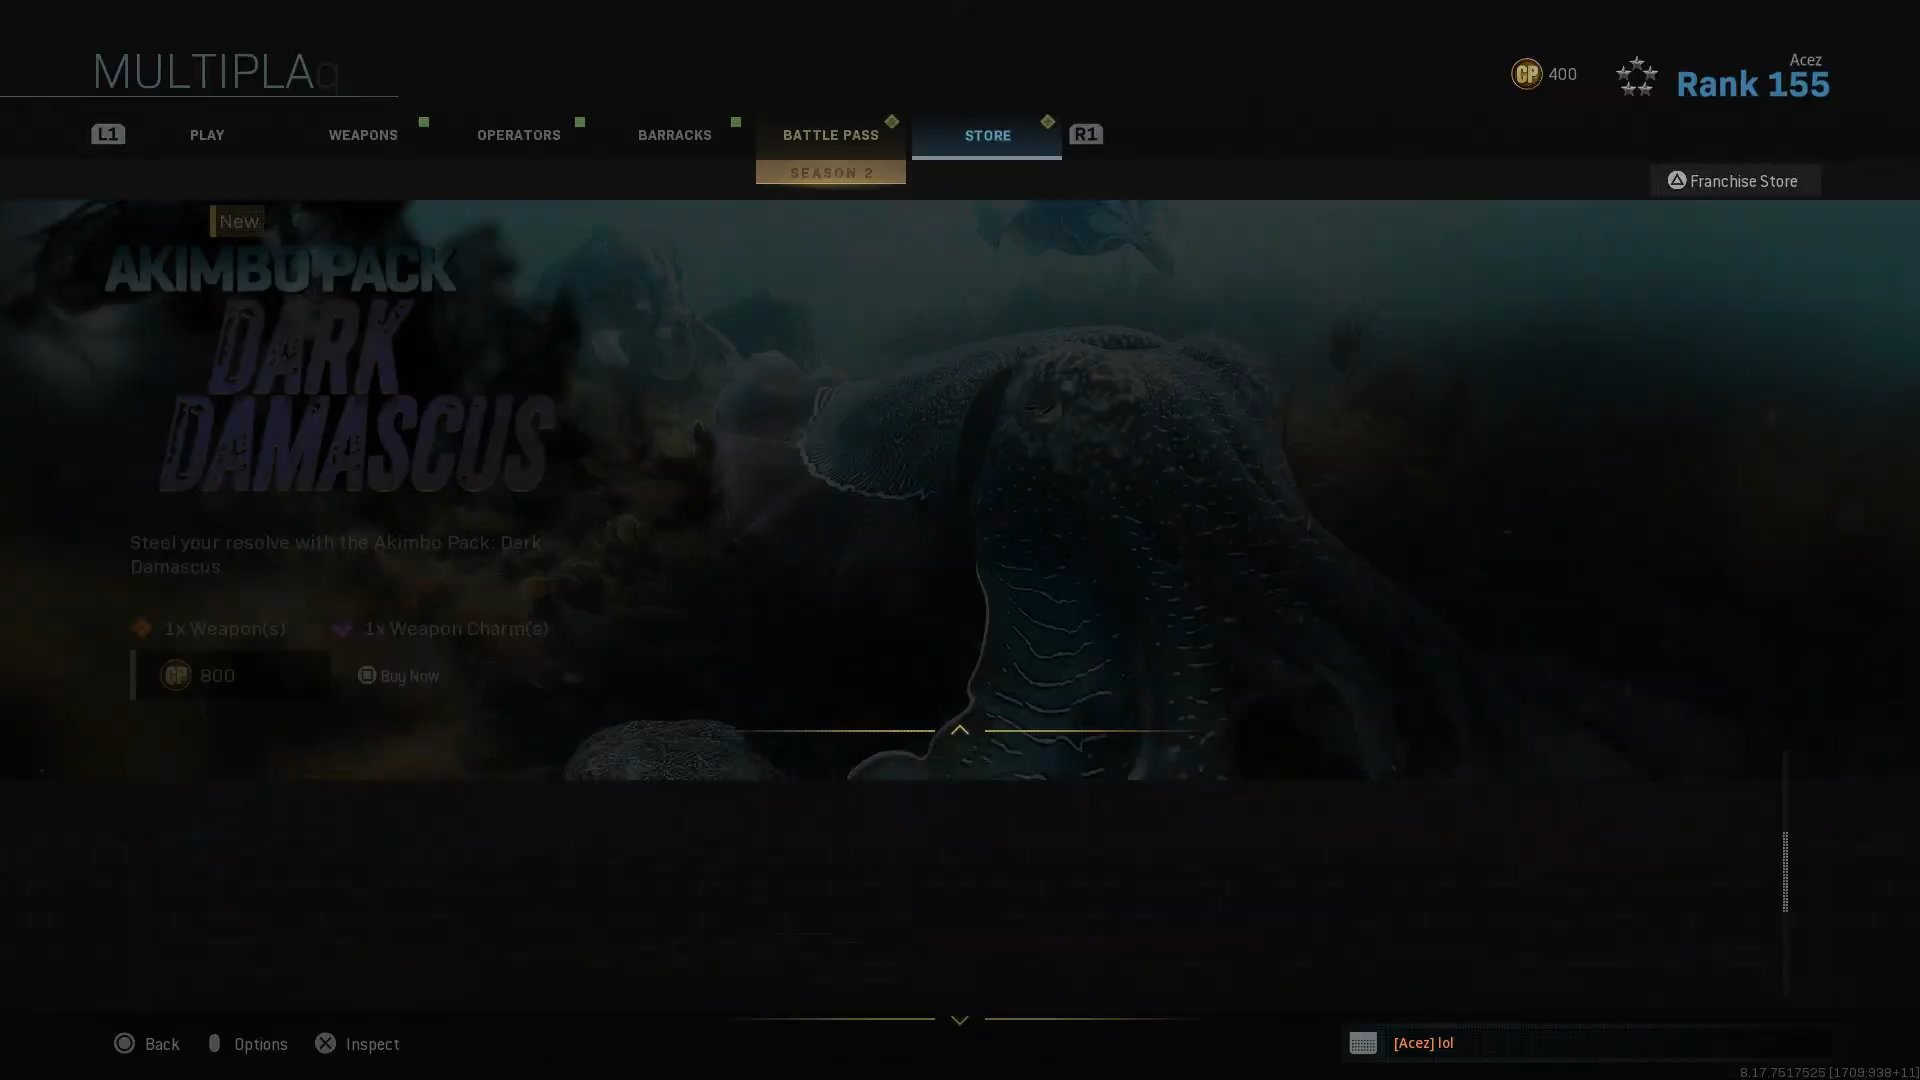 MULTIPLAq
CP 400
Acez
Rank 155
L1 PLAY WEAPONS OPERATORS BARRACKS BATTLE PASS STORE R1
SEASON 2
Franchise Store
New
AKIMBO PACK
DARK
DAMASCUS
Steel your resolve with the Akimbo Pack: Dark
Damascus.
1x Weapon(s) 1x Weapon Charm(s)
CP 800 Buy Now
Back Options Inspect
[Acez] lol
8.17.7517525 [1709:938+11]